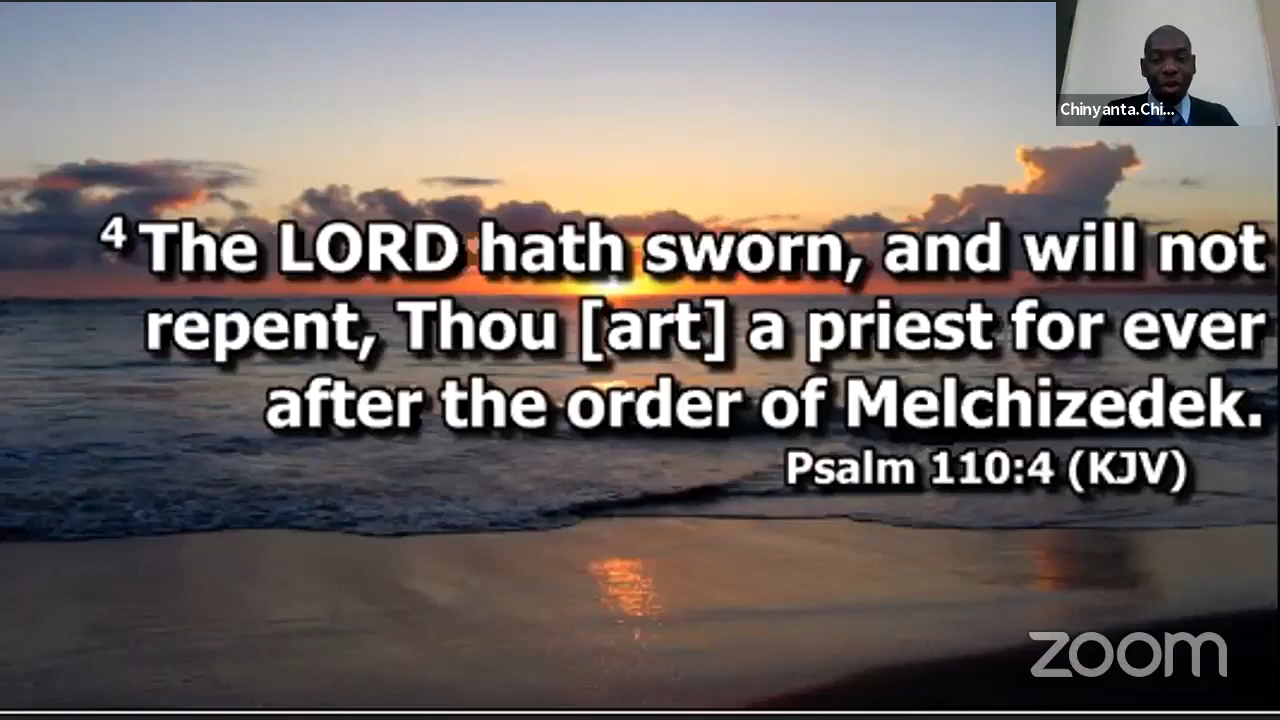 Chinyanta.Chi...
4 The LORD hath sworn, and will not
repent, Thou [art] a priest for ever
after the order of Melchizedek.
Psalm 110:4 (KJV)
zoom